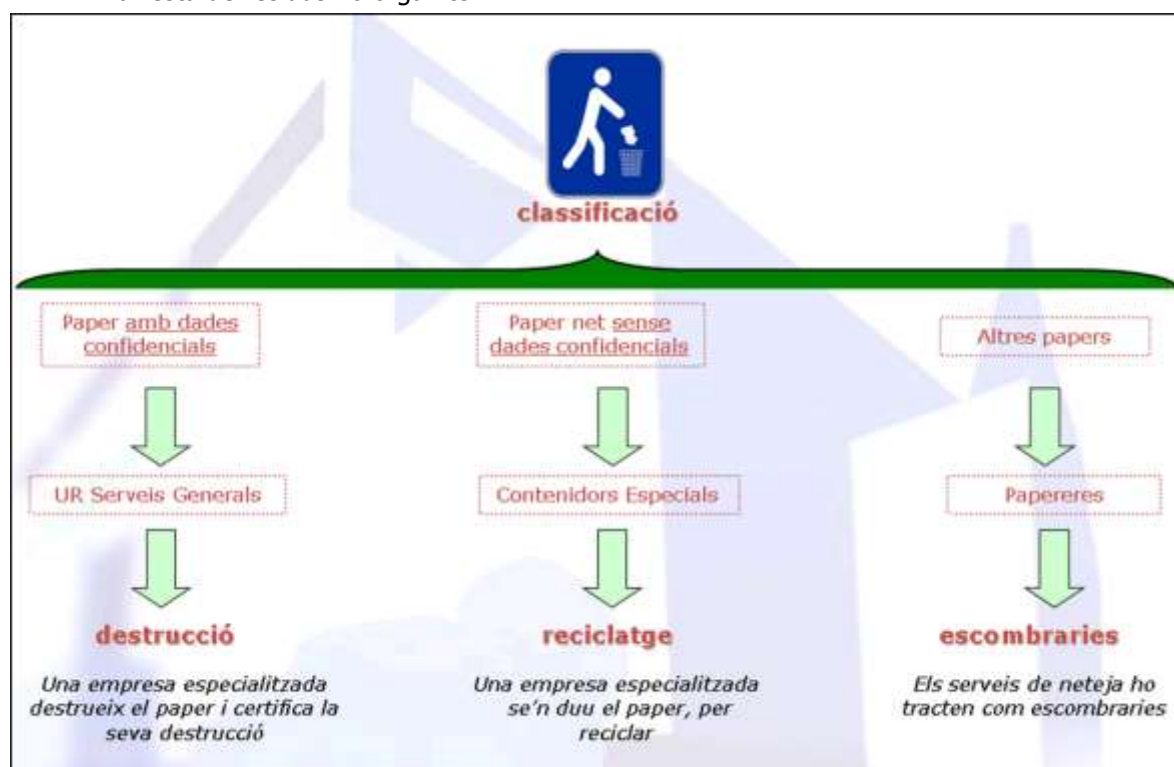 classificació
Paper amb dades
confidencials
Paper net sense
dades confidencials
Altres papers
UR Serveis Generals
Contenidors Especials
Papereres
destrucció
reciclatge
escombraries
Una empresa especialitzada
destrueix el paper i certifica la
seva destrucció
Una empresa especialitzada
se'n duu el paper, per
reciclar
Els serveis de neteja ho
tracten com escombraries